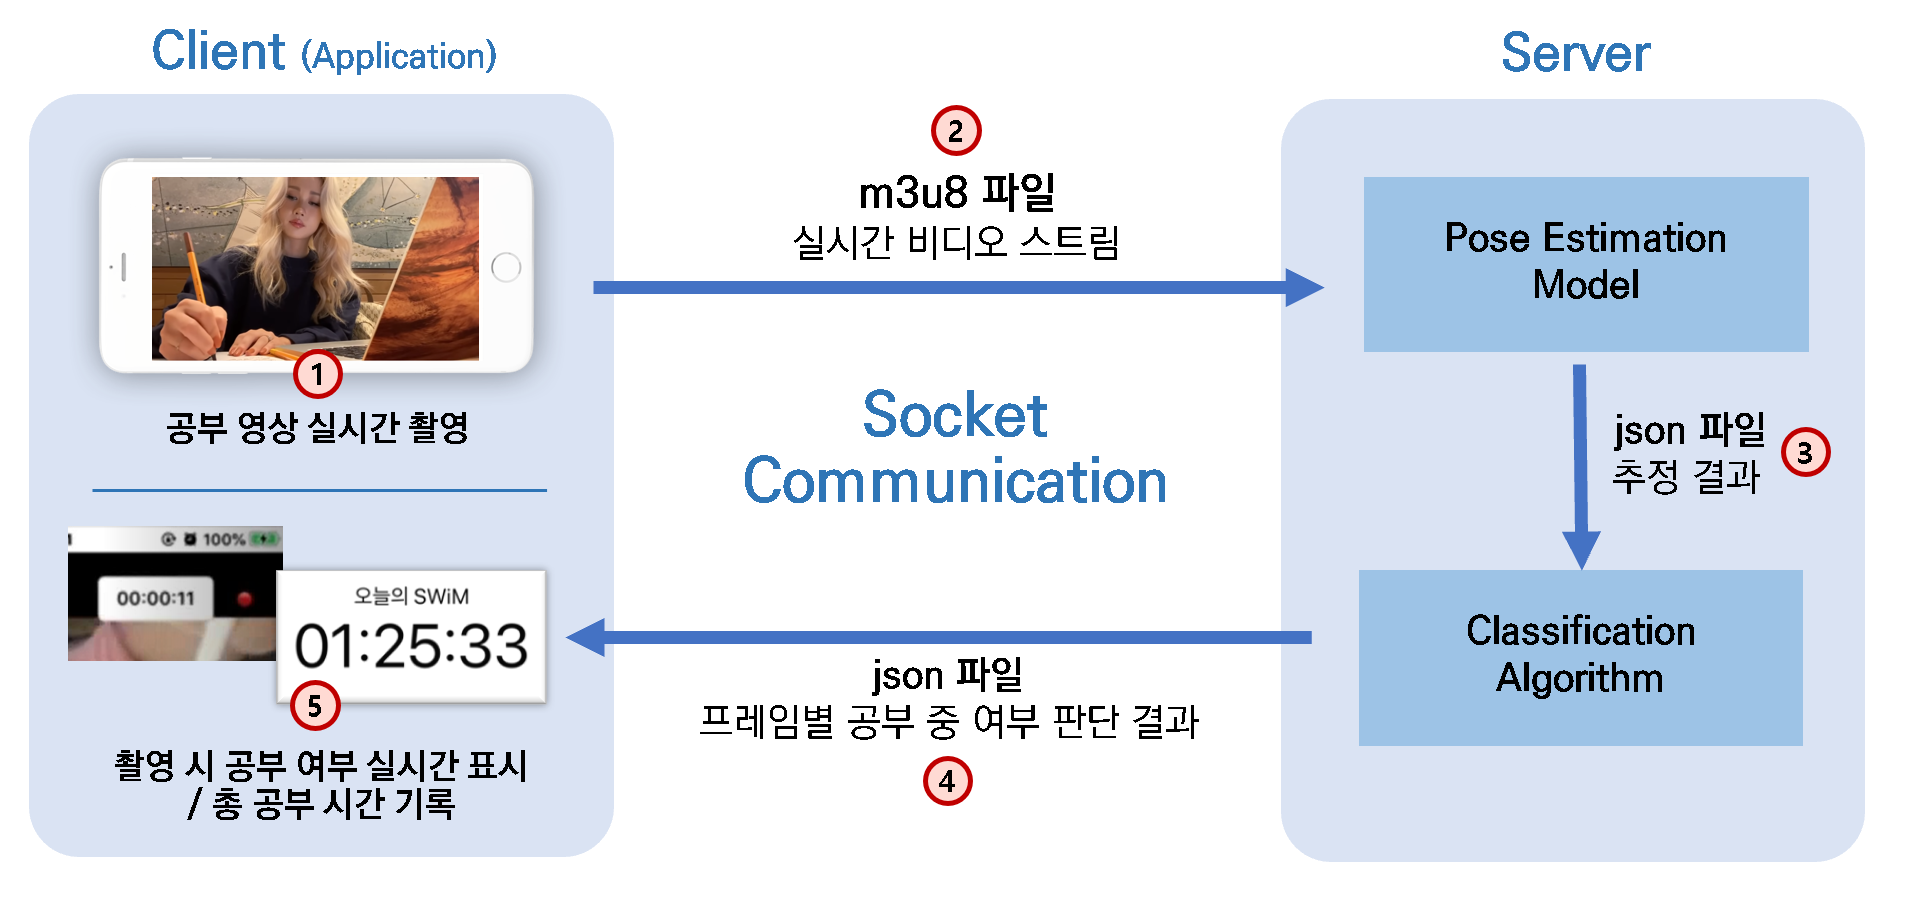 Client (Application)
1
공부 영상 실시간 촬영
100%
00:00:11
오늘의 SWiM
01:25:33
5
촬영 시 공부 여부 실시간 표시
/ 총 공부 시간 기록
2
m3u8 파일
실시간 비디오 스트림
Socket
Communication
json 파일
프레임별 공부 중 여부 판단 결과
4
Server
Pose Estimation
Model
json 파일
추정 결과
3
Classification
Algorithm